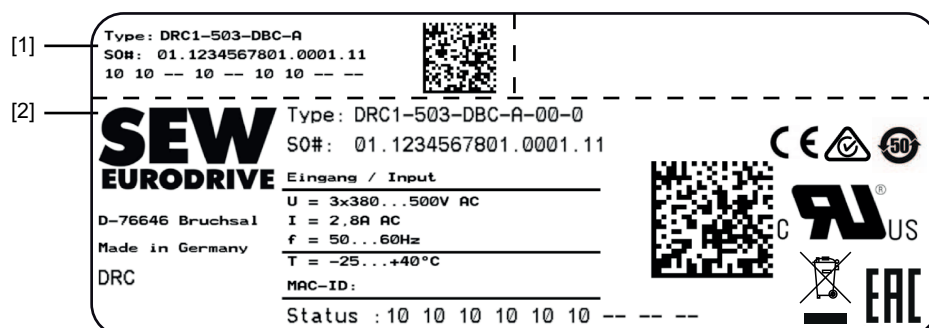 [1]
Type: DRC1-503-DBC-A
SO#: 01.1234567801.0001.11
10 10 -- 10 -- 10 10 -- --
[2]
SEW
EURODRIVE
D-76646 Bruchsal
Made in Germany
DRC
Type: DRC1-503-DBC-A-00-0
SO#: 01.1234567801.0001.11
Eingang / Input
U = 3x380...500V AC
I = 2,8A AC
f = 50...60Hz
T = -25...+40°C
MAC-ID:
Status :10 10 10 10 10 10 -- -- --
CE
50
C RU® US
EAC